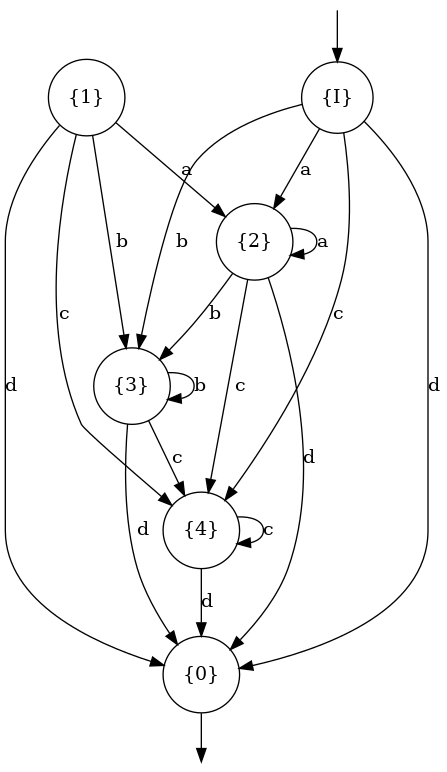 {1} {I}
a a
{2}
b b a
c b c
d {3} b d
c c d
d {4} c
d
{0}